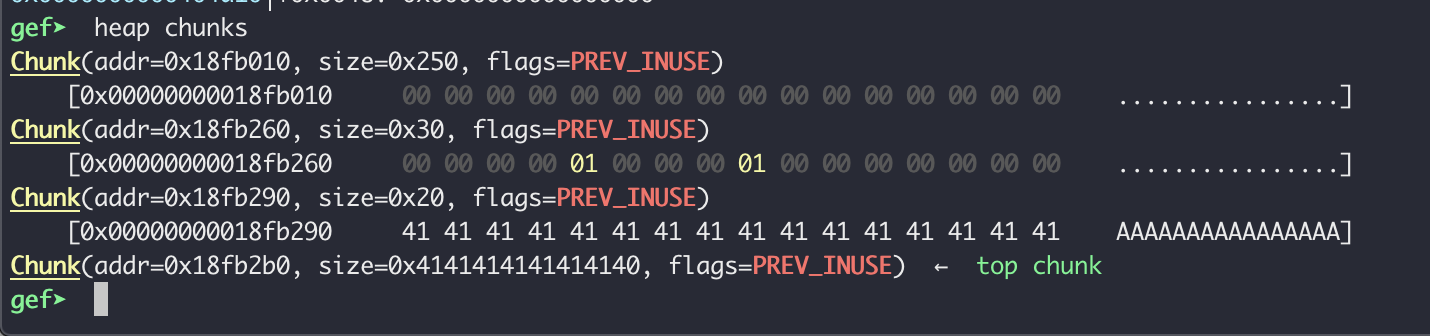 gef➤  heap chunks
Chunk(addr=0x18fb010, size=0x250, flags=PREV_INUSE)
    [0x00000000018fb010     00 00 00 00 00 00 00 00 00 00 00 00 00 00 00 00    ................]
Chunk(addr=0x18fb260, size=0x30, flags=PREV_INUSE)
    [0x00000000018fb260     00 00 00 00 01 00 00 00 01 00 00 00 00 00 00 00    ................]
Chunk(addr=0x18fb290, size=0x20, flags=PREV_INUSE)
    [0x00000000018fb290     41 41 41 41 41 41 41 41 41 41 41 41 41 41 41 41    AAAAAAAAAAAAAAAA]
Chunk(addr=0x18fb2b0, size=0x4141414141414140, flags=PREV_INUSE)  ←  top chunk
gef➤